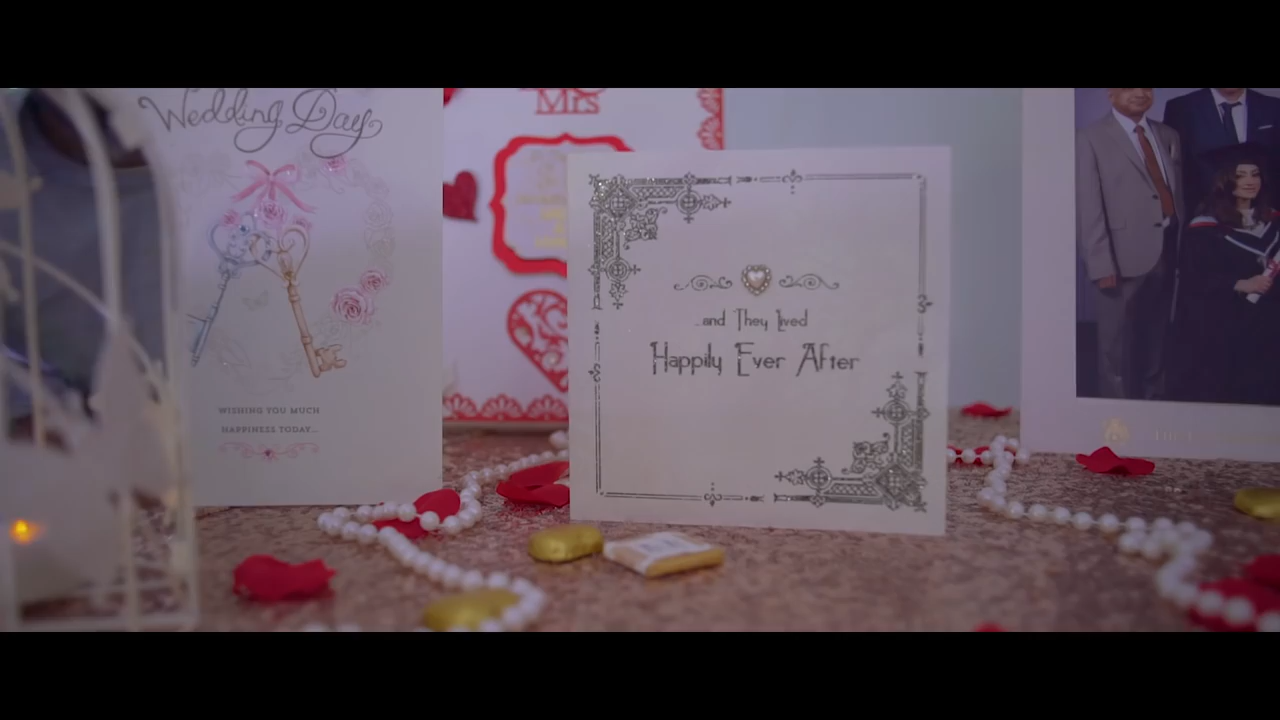 Wedding Day
WISHING YOU MUCH
HAPPINESS TODAY...
Mrs
...and They Lived
Happily Ever After